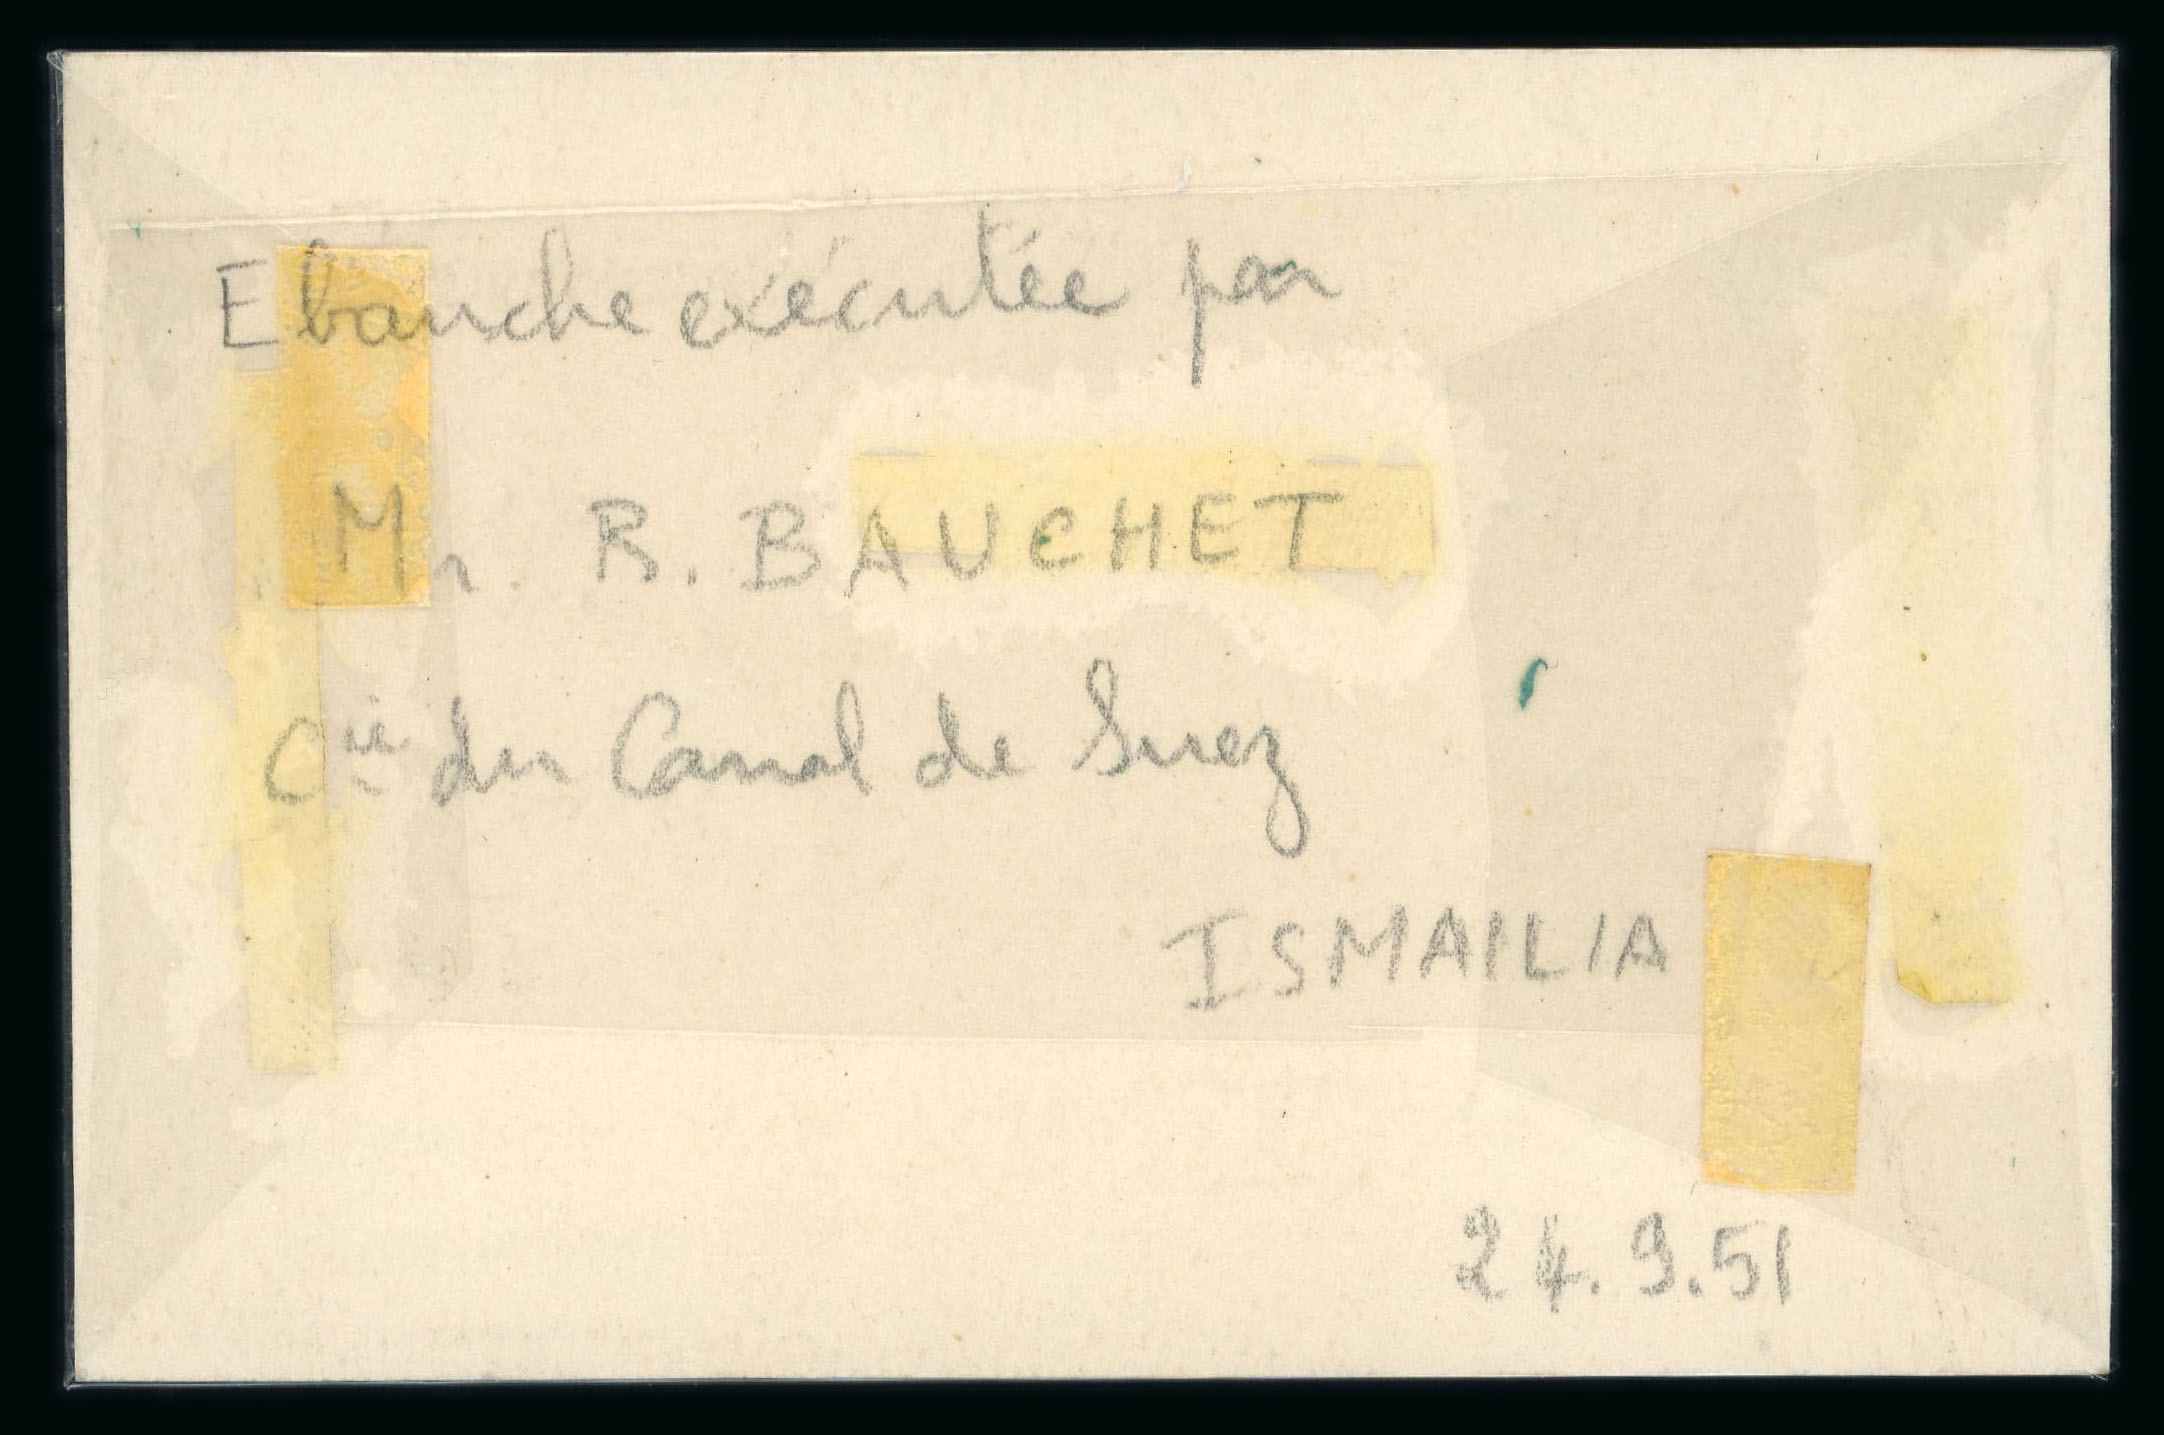 Ebauche exécutée par
Mr. R. BAUCHET
Cie du Canal de Suez
ISMAILIA
24.9.51